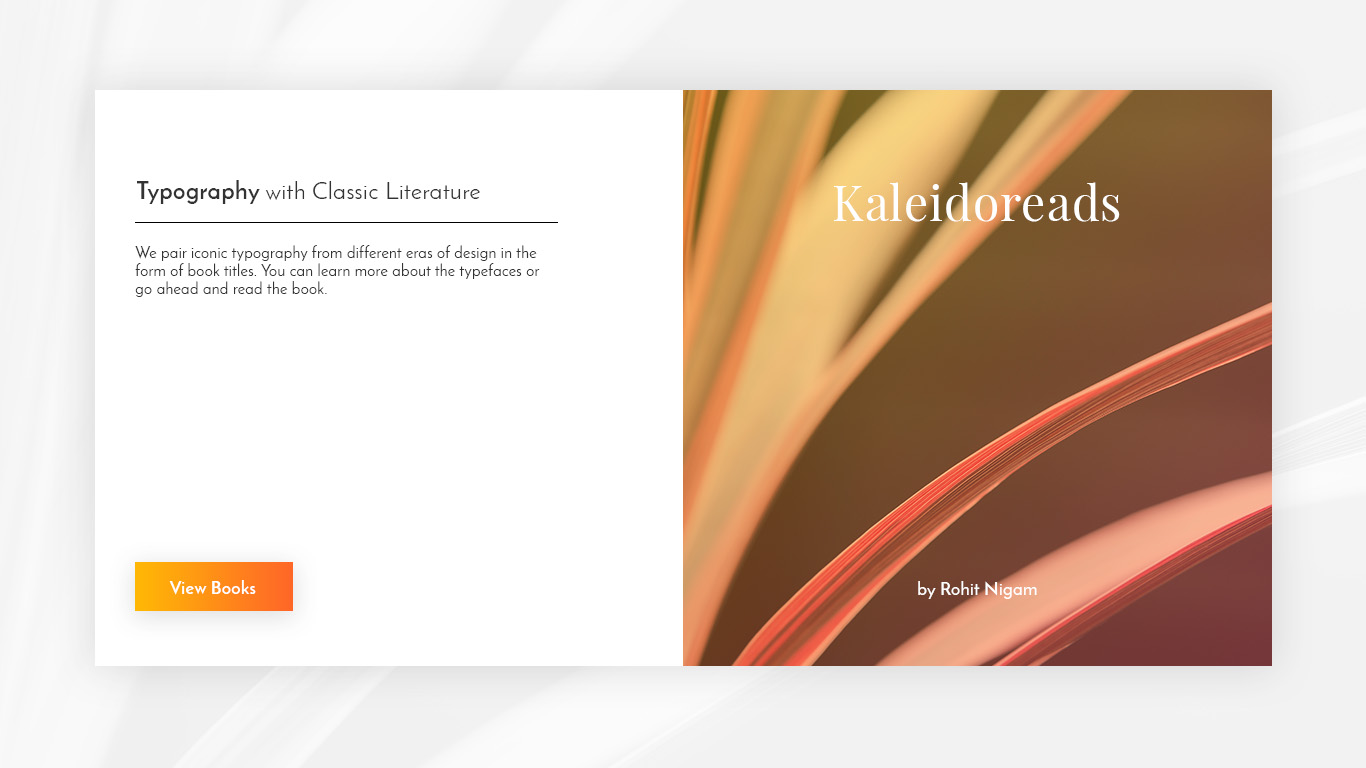 Typography with Classic Literature
We pair iconic typography from different eras of design in the
form of book titles. You can learn more about the typefaces or
go ahead and read the book.
View Books
Kaleidoreads
by Rohit Nigam